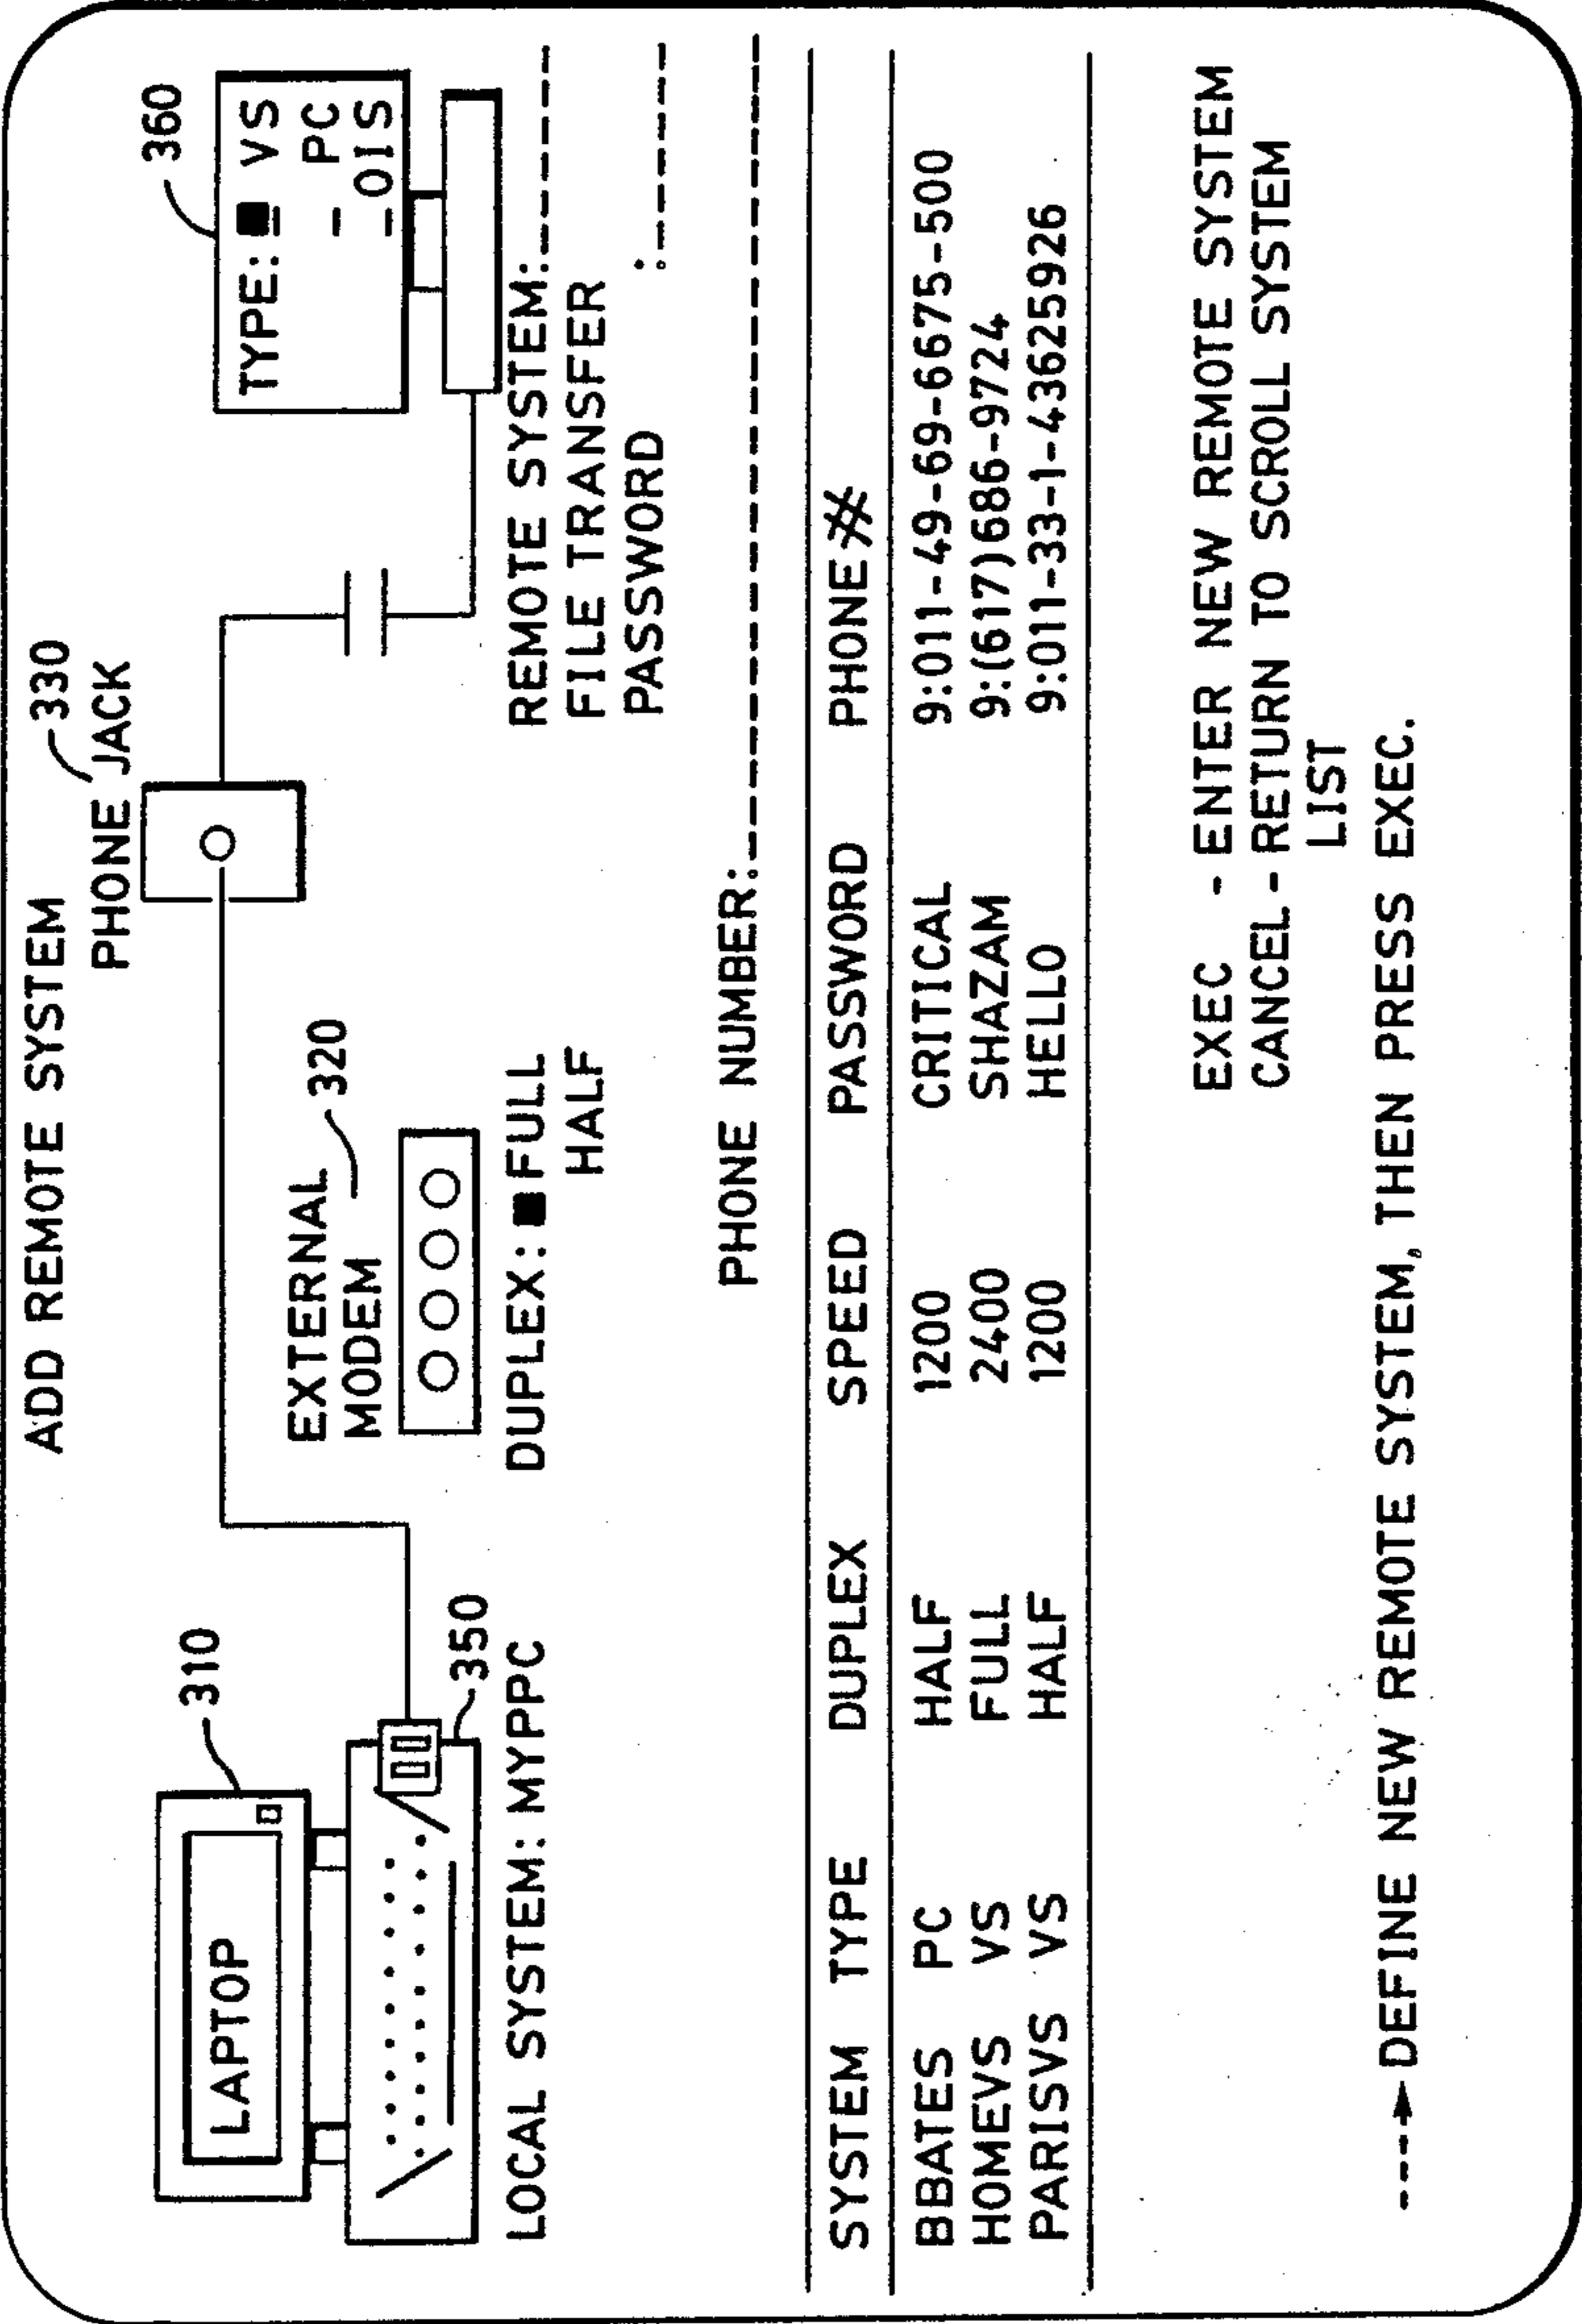 ADD REMOTE SYSTEM
330
PHONE JACK
360
310
LAPTOP
EXTERNAL
MODEM
320
TYPE: ■ VS
- PC
- OIS
350
LOCAL SYSTEM: MYPPC
DUPLEX: ■ FULL
HALF
REMOTE SYSTEM:------
FILE TRANSFER
PASSWORD :------
PHONE NUMBER:--------------------------
SYSTEM TYPE DUPLEX SPEED PASSWORD PHONE#
BBATES PC HALF 1200 CRITICAL 9:011-49-69-6675-500
HOMEVS VS FULL 2400 SHAZAM 9:(617)686-9724
PARISVS VS HALF 1200 HELLO 9:011-33-1-43625926
EXEC - ENTER NEW REMOTE SYSTEM
CANCEL-RETURN TO SCROLL SYSTEM
LIST
DEFINE NEW REMOTE SYSTEM, THEN PRESS EXEC.